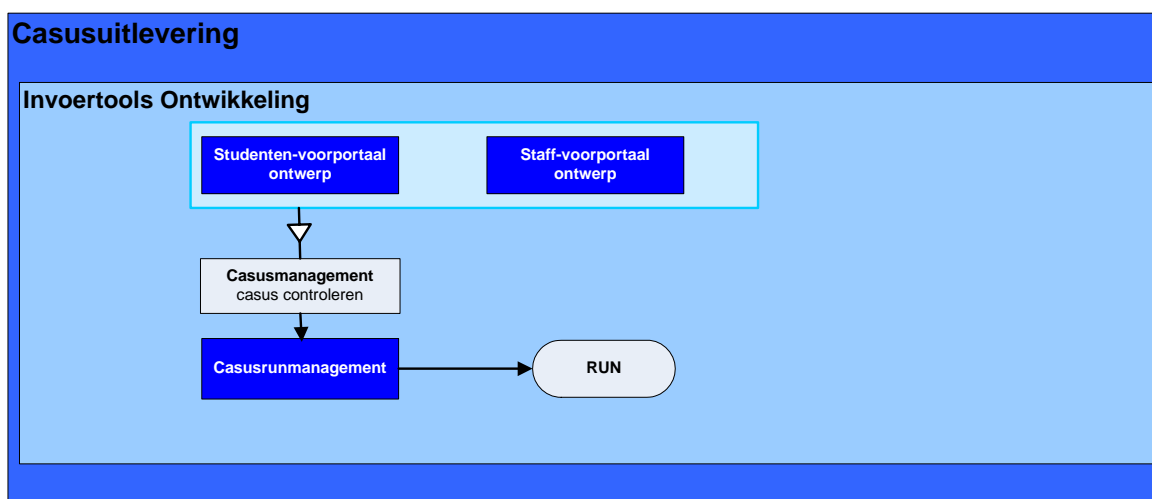 Casusuitlevering
Invoertools Ontwikkeling
Studenten-voorportaal
ontwerp
Staff-voorportaal
ontwerp
Casusmanagement
casus controleren
Casusrunmanagement
RUN